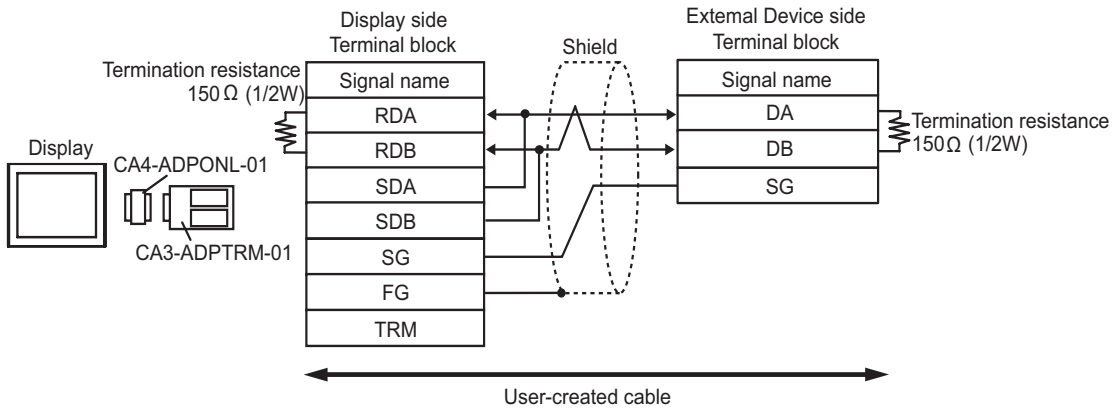 Display side
Terminal block
External Device side
Terminal block
Shield
Termination resistance
150 Ω (1/2W)
Signal name
RDA
RDB
SDA
SDB
SG
FG
TRM
Signal name
DA
DB
SG
Termination resistance
150Ω (1/2W)
Display
CA4-ADPONL-01
CA3-ADPTRM-01
User-created cable